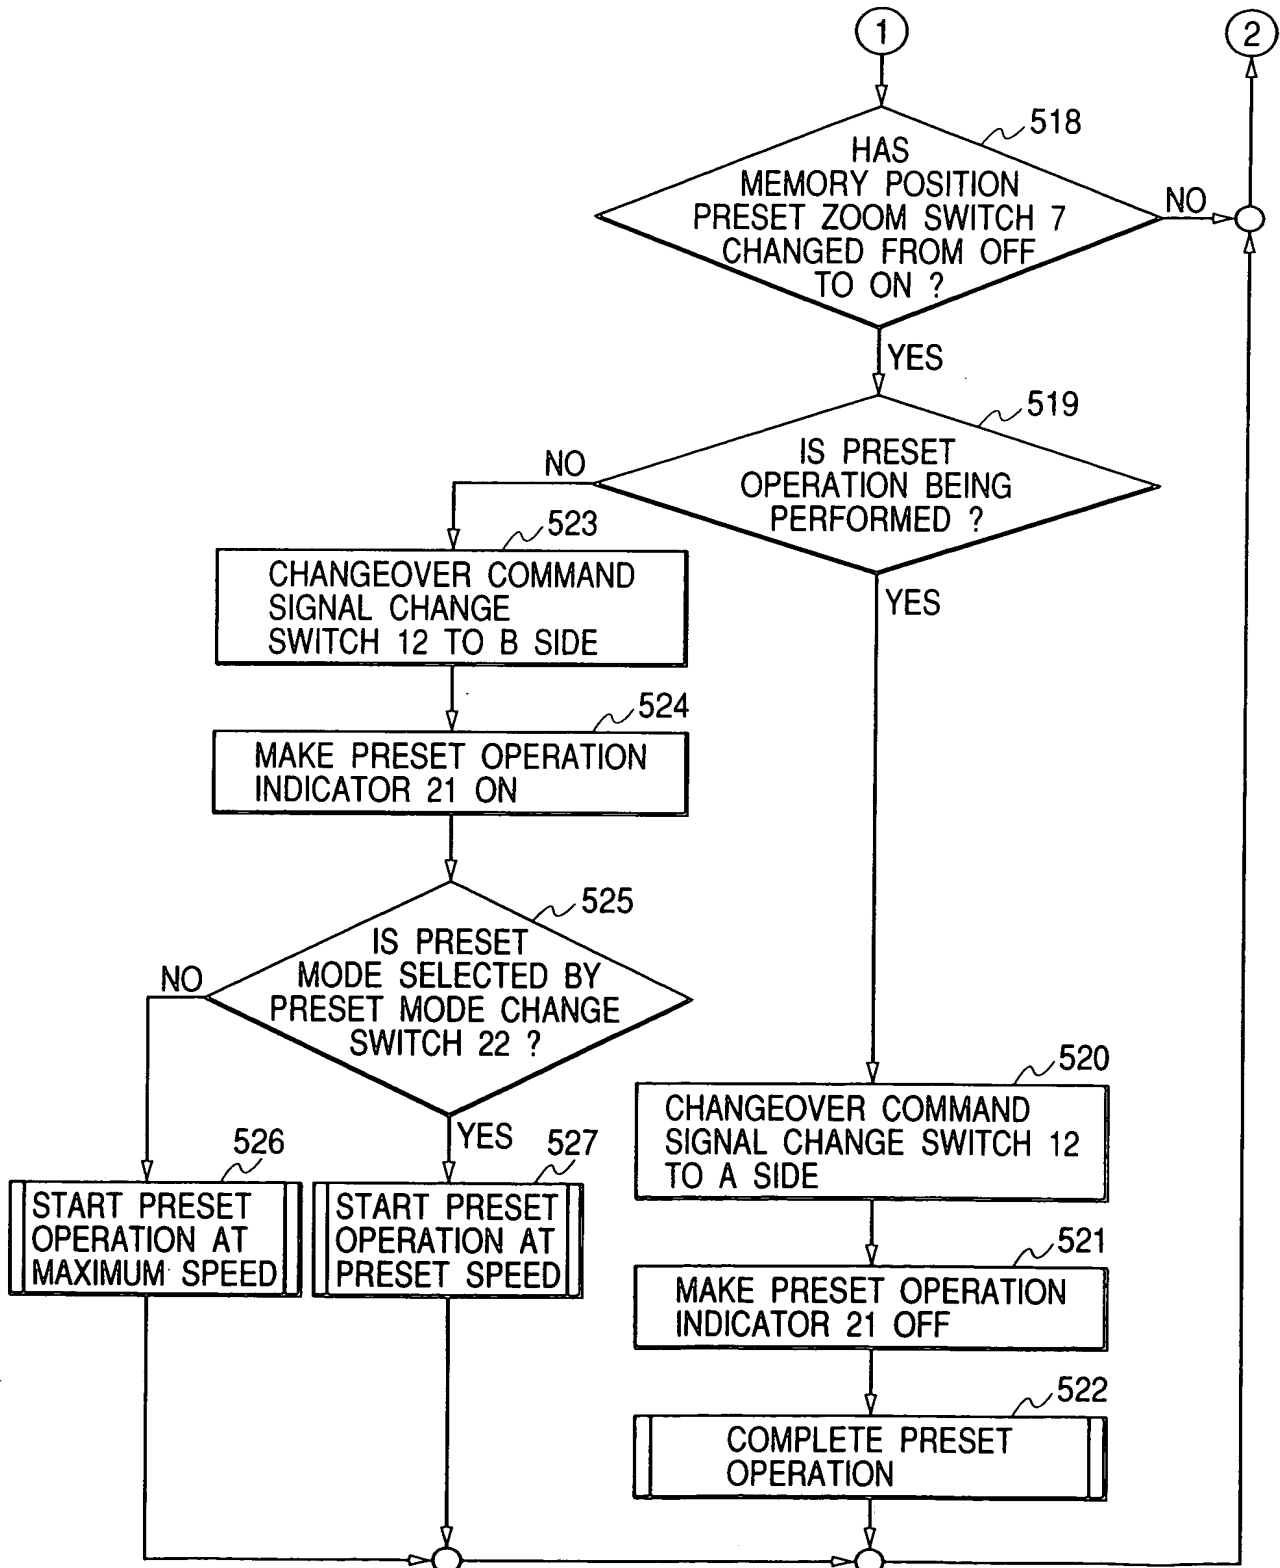 1
2
518
HAS
MEMORY POSITION
PRESET ZOOM SWITCH 7
CHANGED FROM OFF
TO ON ?
NO
YES
519
IS PRESET
OPERATION BEING
PERFORMED ?
NO
YES
523
CHANGEOVER COMMAND
SIGNAL CHANGE
SWITCH 12 TO B SIDE
524
MAKE PRESET OPERATION
INDICATOR 21 ON
525
IS PRESET
MODE SELECTED BY
PRESET MODE CHANGE
SWITCH 22 ?
NO
YES
526
START PRESET
OPERATION AT
MAXIMUM SPEED
527
START PRESET
OPERATION AT
PRESET SPEED
520
CHANGEOVER COMMAND
SIGNAL CHANGE SWITCH 12
TO A SIDE
521
MAKE PRESET OPERATION
INDICATOR 21 OFF
522
COMPLETE PRESET
OPERATION